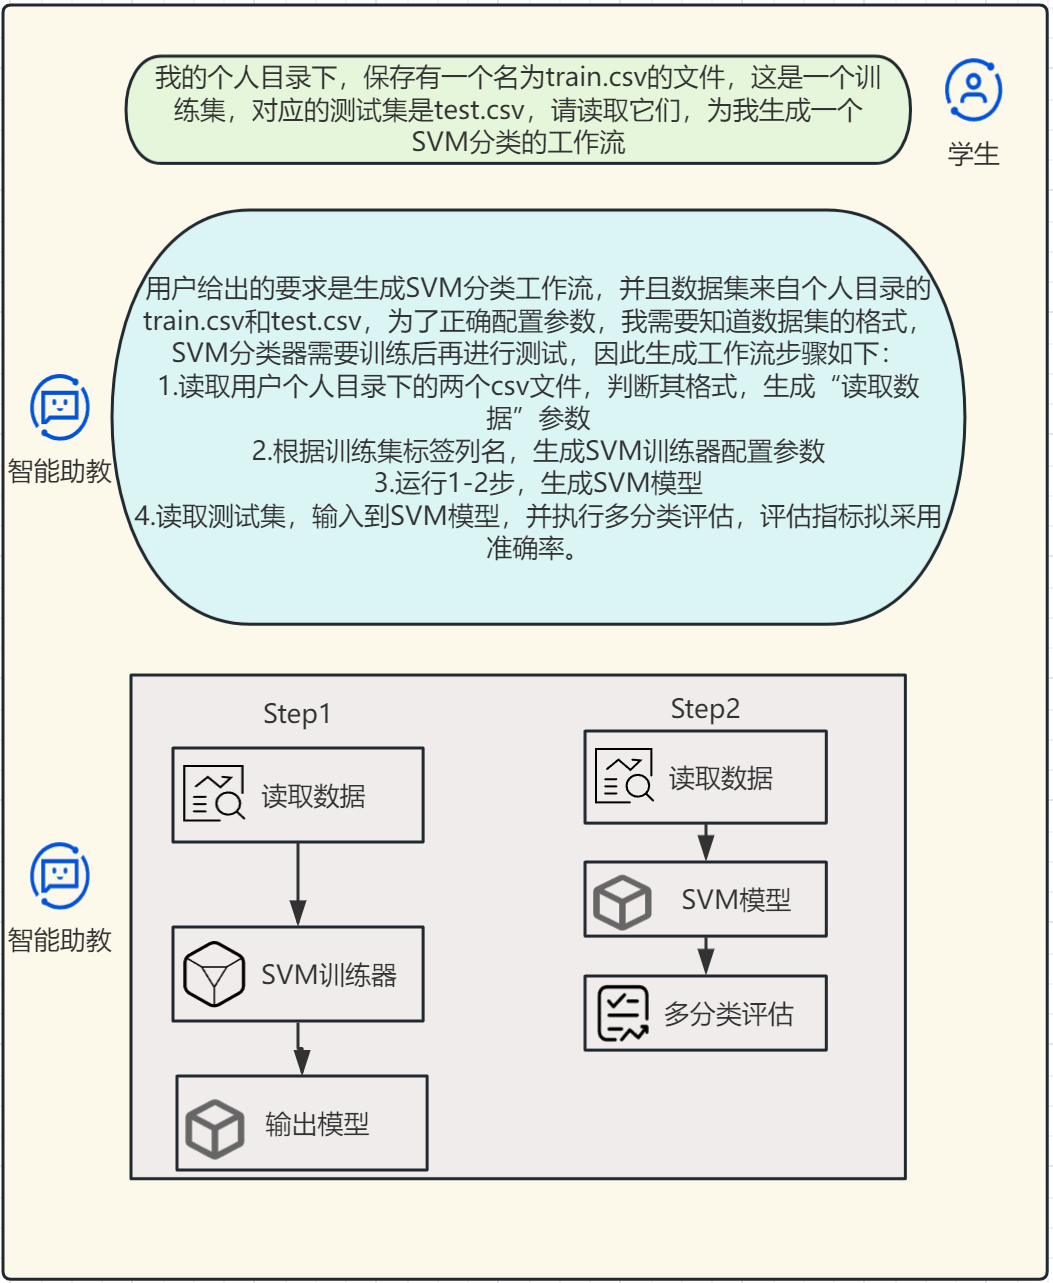 我的个人目录下，保存有一个名为train.csv的文件，这是一个训
练集，对应的测试集是test.csv，请读取它们，为我生成一个
SVM分类的工作流
学生
用户给出的要求是生成SVM分类工作流，并且数据集来自个人目录的
train.csv和test.csv，为了正确配置参数，我需要知道数据集的格式，
SVM分类器需要训练后再进行测试，因此生成工作流步骤如下：
1.读取用户个人目录下的两个csv文件，判断其格式，生成“读取数
据”参数
2.根据训练集标签列名，生成SVM训练器配置参数
3.运行1-2步，生成SVM模型
4.读取测试集，输入到SVM模型，并执行多分类评估，评估指标拟采用
准确率。
智能助教
Step1
读取数据
SVM训练器
输出模型
Step2
读取数据
SVM模型
多分类评估
智能助教